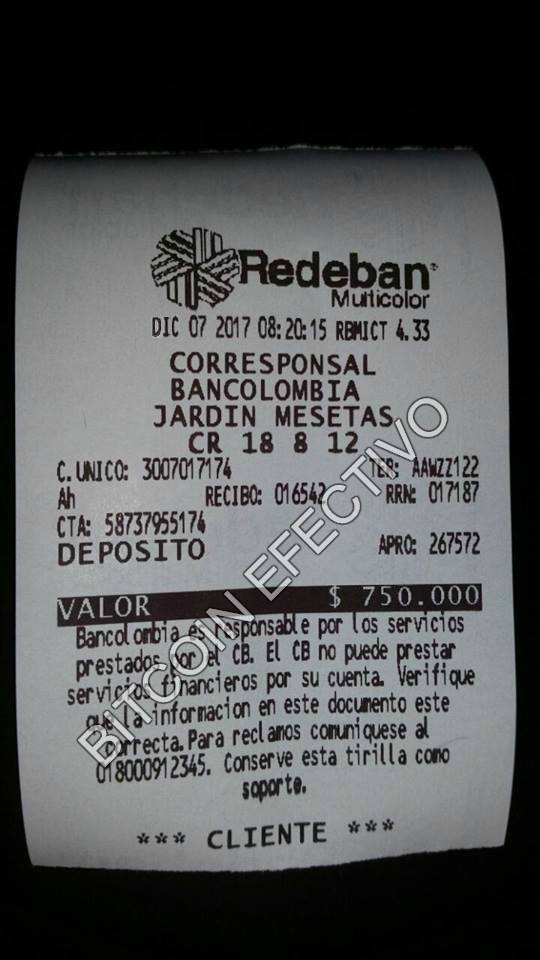 Redeban
Multicolor
DIC 07 2017 08:20:15 RBMICT 4.33
CORRESPONSAL
BANCOLOMBIA
JARDIN MESETAS
CR 18 8 12
C. UNICO: 3007017174 TER: AAWZZ122
Ah RECIBO: 016542 RRN: 017187
CTA: 58737955174
DEPOSITO APRO: 267572
VALOR $ 750.000
Bancolombia es responsable por los servicios
prestados por el CB. El CB no puede prestar
servicios financieros por su cuenta. Verifique
que la informacion en este documento este
correcta. Para reclamos comuniquese al
018000912345. Conserve esta tirilla como
soporte.
*** CLIENTE ***
BITCOIN EFECTIVO